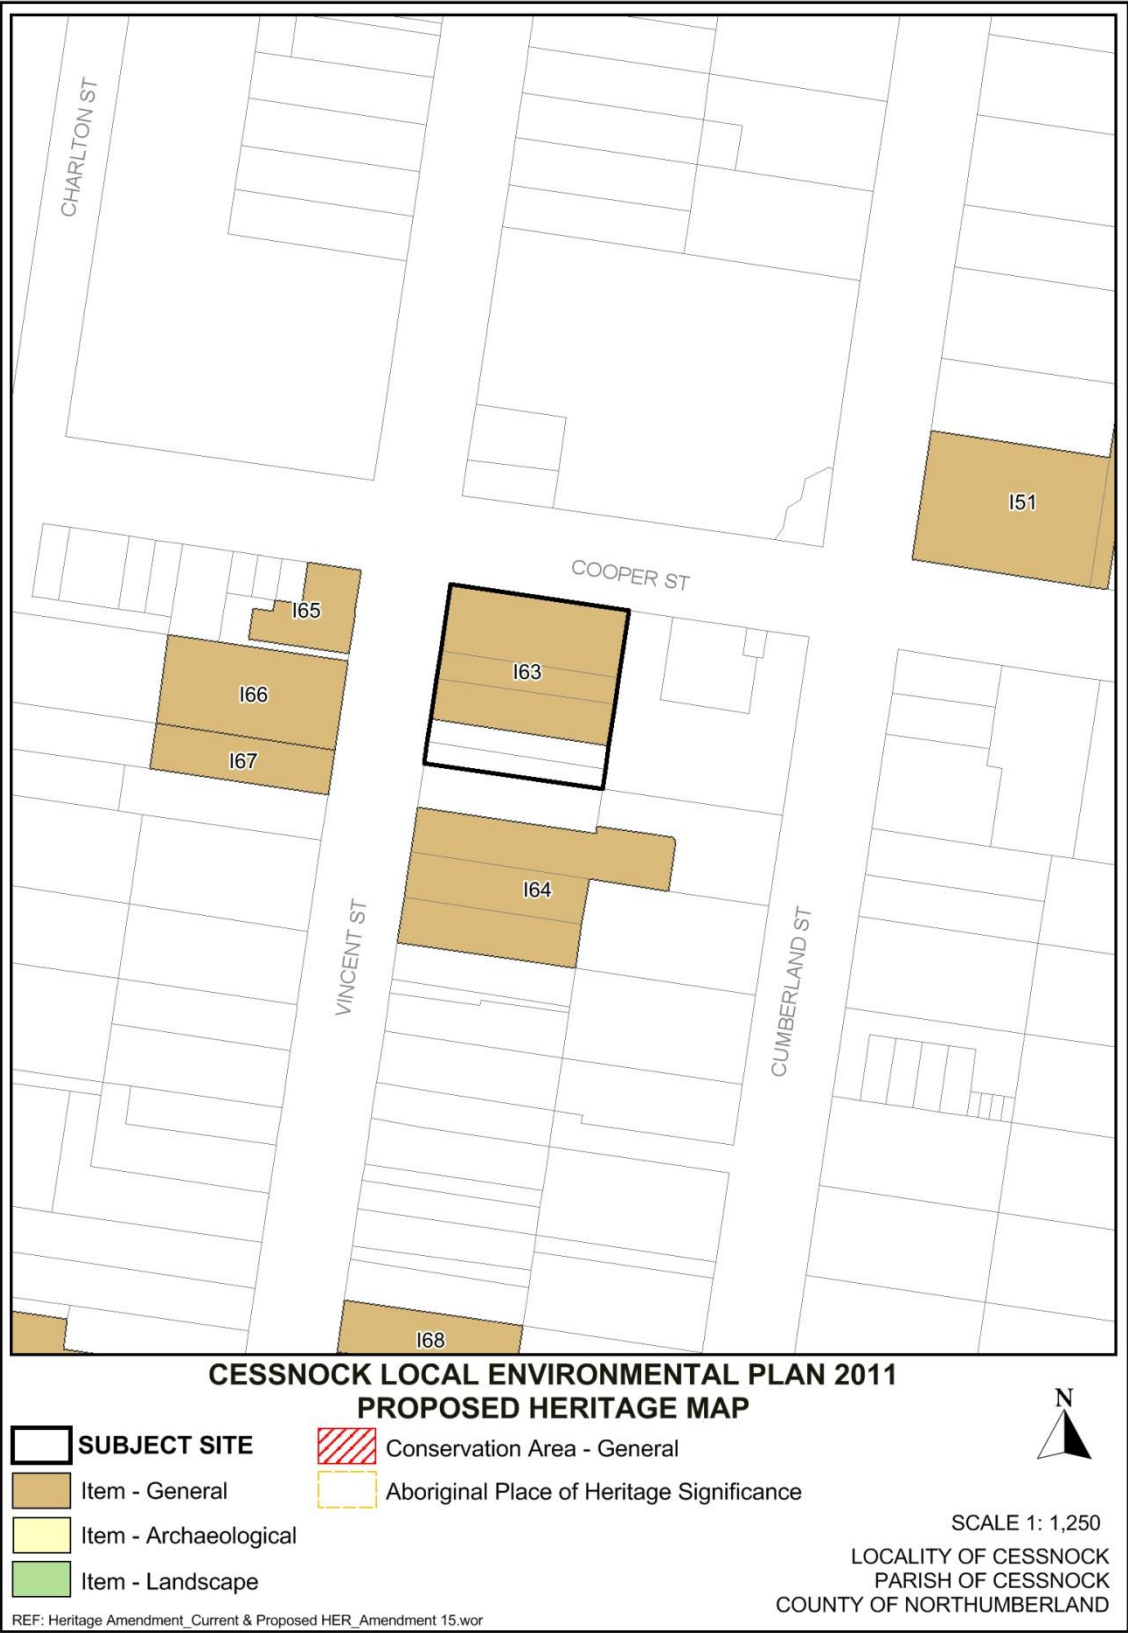 CHARLTON ST
I51
COOPER ST
I65
I63
I66
I67
I64
VINCENT ST
CUMBERLAND ST
I68
CESSNOCK LOCAL ENVIRONMENTAL PLAN 2011
PROPOSED HERITAGE MAP
N
SUBJECT SITE
Conservation Area - General
Item - General
Aboriginal Place of Heritage Significance
Item - Archaeological
Item - Landscape
SCALE 1: 1,250
LOCALITY OF CESSNOCK
PARISH OF CESSNOCK
COUNTY OF NORTHUMBERLAND
REF: Heritage Amendment_Current & Proposed HER_Amendment 15.wor